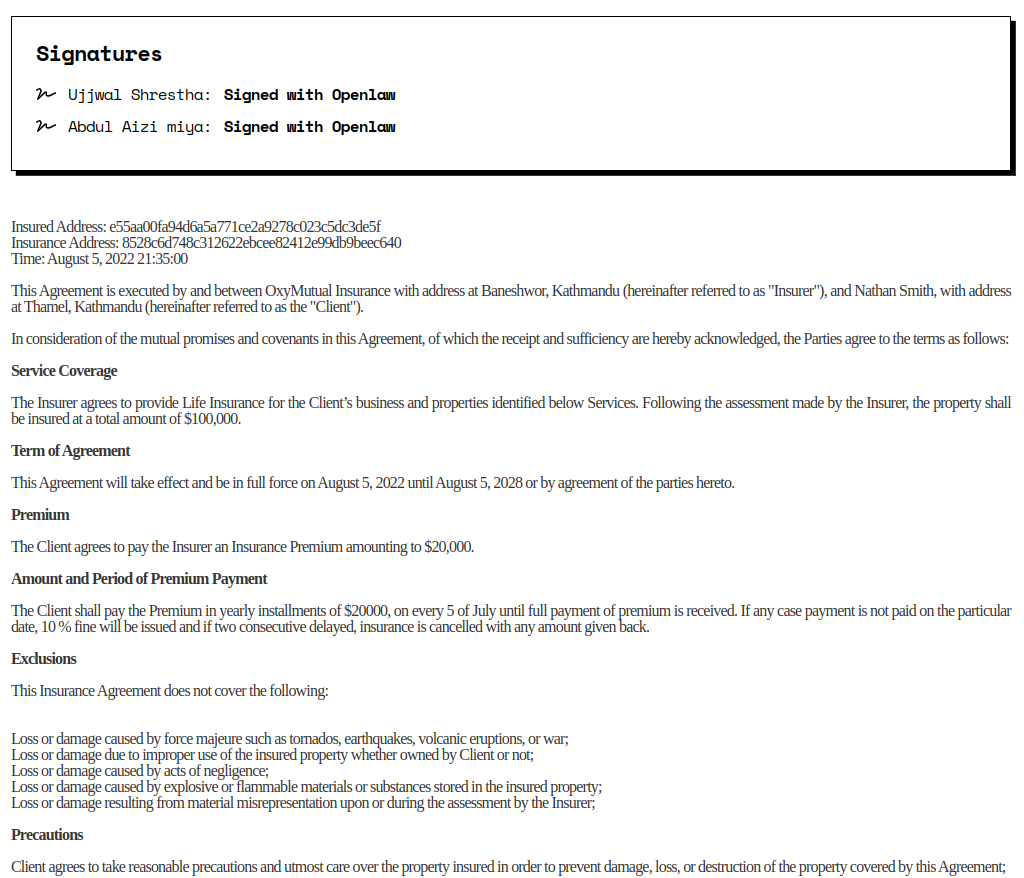 Signatures
Ujjwal Shrestha: Signed with Openlaw
Abdul Aizi miya: Signed with Openlaw
Insured Address: e55aa00fa94d6a5a771ce2a9278c023c5dc3de5f
Insurance Address: 8528c6d748c312622ebcee82412e99db9beec640
Time: August 5, 2022 21:35:00
This Agreement is executed by and between OxyMutual Insurance with address at Baneshwor, Kathmandu (hereinafter referred to as "Insurer"), and Nathan Smith, with address
at Thamel, Kathmandu (hereinafter referred to as the "Client").
In consideration of the mutual promises and covenants in this Agreement, of which the receipt and sufficiency are hereby acknowledged, the Parties agree to the terms as follows:
Service Coverage
The Insurer agrees to provide Life Insurance for the Client’s business and properties identified below Services. Following the assessment made by the Insurer, the property shall
be insured at a total amount of $100,000.
Term of Agreement
This Agreement will take effect and be in full force on August 5, 2022 until August 5, 2028 or by agreement of the parties hereto.
Premium
The Client agrees to pay the Insurer an Insurance Premium amounting to $20,000.
Amount and Period of Premium Payment
The Client shall pay the Premium in yearly installments of $20000, on every 5 of July until full payment of premium is received. If any case payment is not paid on the particular
date, 10 % fine will be issued and if two consecutive delayed, insurance is cancelled with any amount given back.
Exclusions
This Insurance Agreement does not cover the following:
Loss or damage caused by force majeure such as tornados, earthquakes, volcanic eruptions, or war;
Loss or damage due to improper use of the insured property whether owned by Client or not;
Loss or damage caused by acts of negligence;
Loss or damage caused by explosive or flammable materials or substances stored in the insured property;
Loss or damage resulting from material misrepresentation upon or during the assessment by the Insurer;
Precautions
Client agrees to take reasonable precautions and utmost care over the property insured in order to prevent damage, loss, or destruction of the property covered by this Agreement;